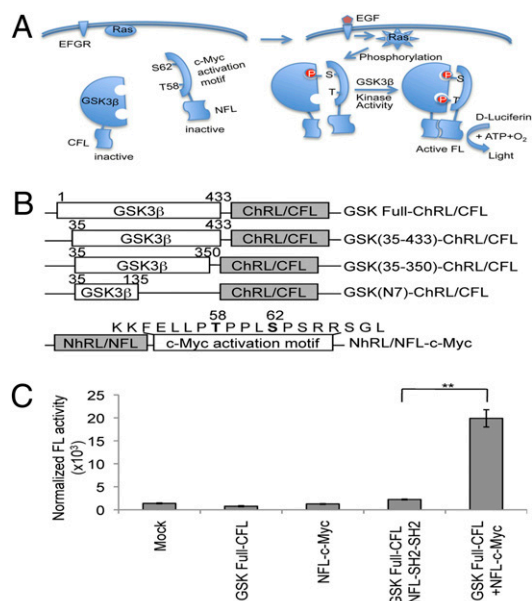 A
EFGR
Ras
S62
c-Myc
activation
motif
T58
GSK3β
CFL
inactive
NFL
inactive
EGF
Ras
Phosphorylation
P
S
T
GSK3β
Kinase
Activity
P
S
P
T
Active FL
D-Luciferin
+ ATP+O2
Light
B
1 433
GSK3β ChRL/CFL GSK Full-ChRL/CFL
35 433
GSK3β ChRL/CFL GSK(35-433)-ChRL/CFL
35 350
GSK3β ChRL/CFL GSK(35-350)-ChRL/CFL
35 135
GSK3β ChRL/CFL GSK(N7)-ChRL/CFL
58 62
KKFELLPTPPLSPSRRSGL
NhRL/NFL c-Myc activation motif NhRL/NFL-c-Myc
C
Normalized FL activity
(x10³)
25
20
15
10
5
0
**
Mock
GSK Full-CFL
NFL-c-Myc
GSK Full-CFL
NFL-SH2-SH2
GSK Full-CFL
+NFL-c-Myc